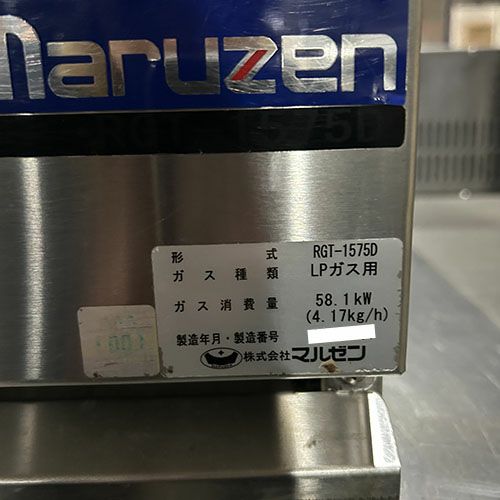 maruzen
RGT-1575D
形式 RGT-1575D
ガス種類 LPガス用
ガス消費量 58.1kW
(4.17kg/h)
製造年月・製造番号
株式会社マルゼン